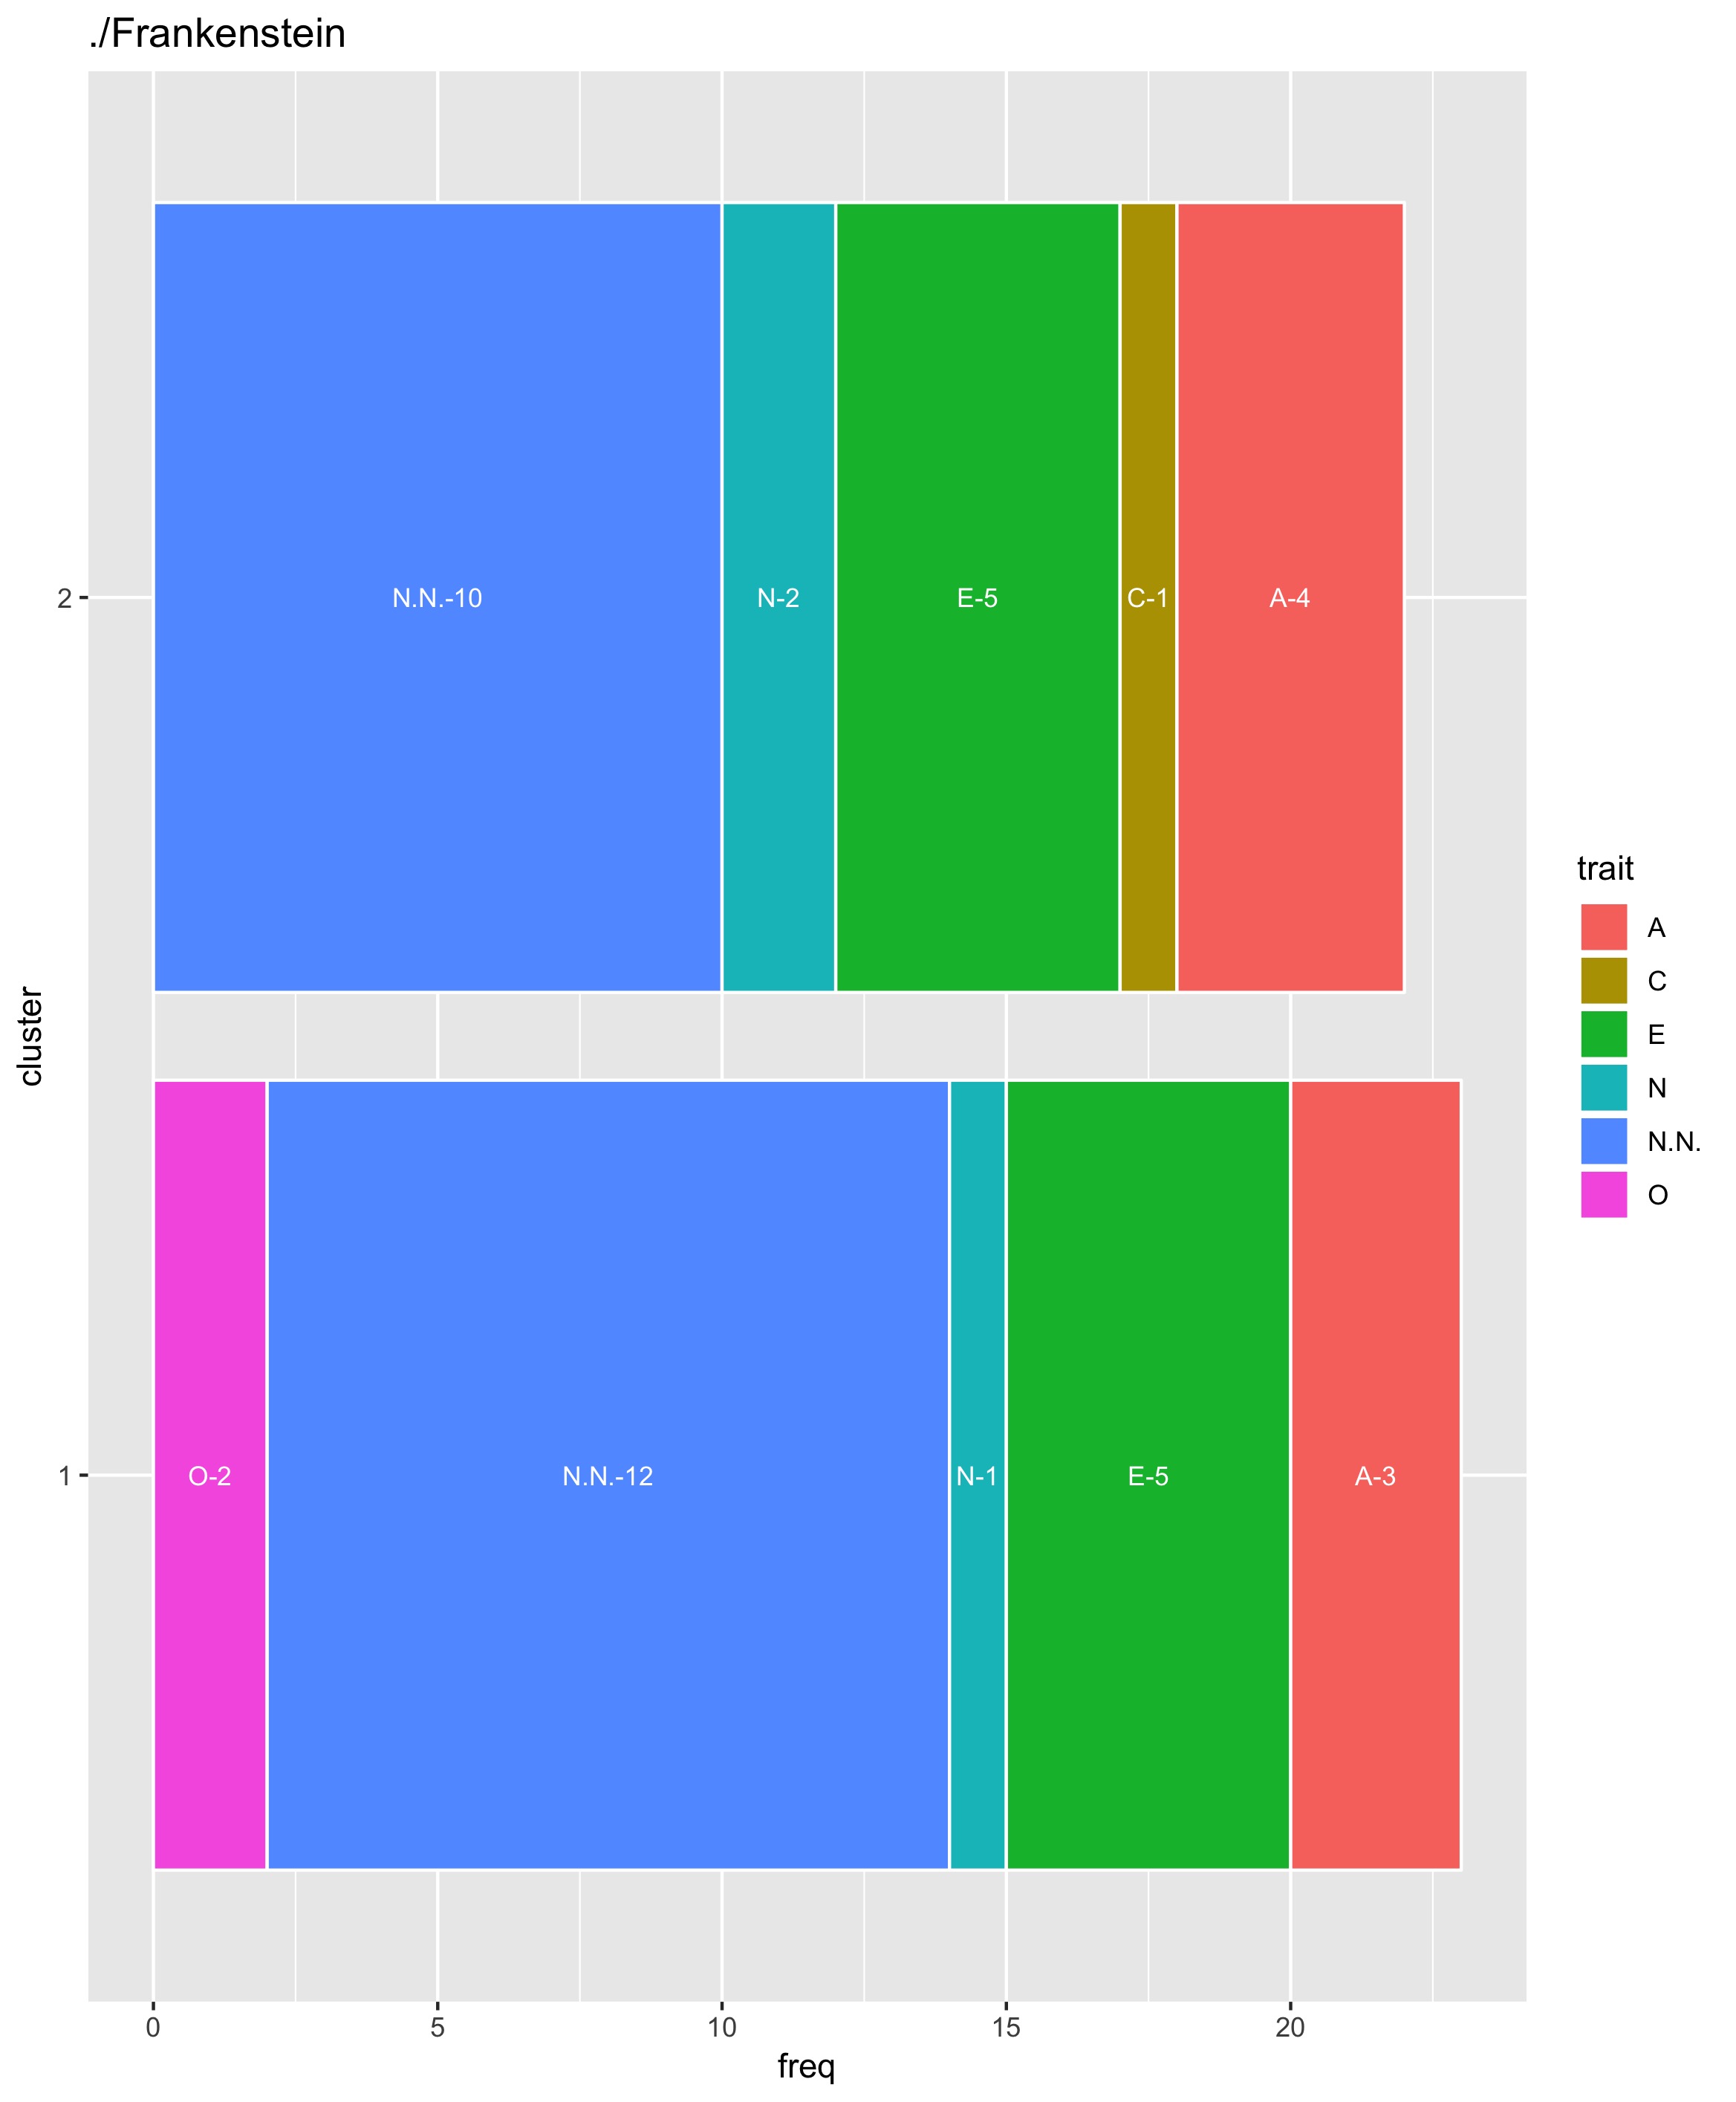 ./Frankenstein
2
N.N.-10 N-2 E-5 C-1 A-4
cluster
1
O-2 N.N.-12 N-1 E-5 A-3
0 5 10 15 20
freq
trait
A
C
E
N
N.N.
O